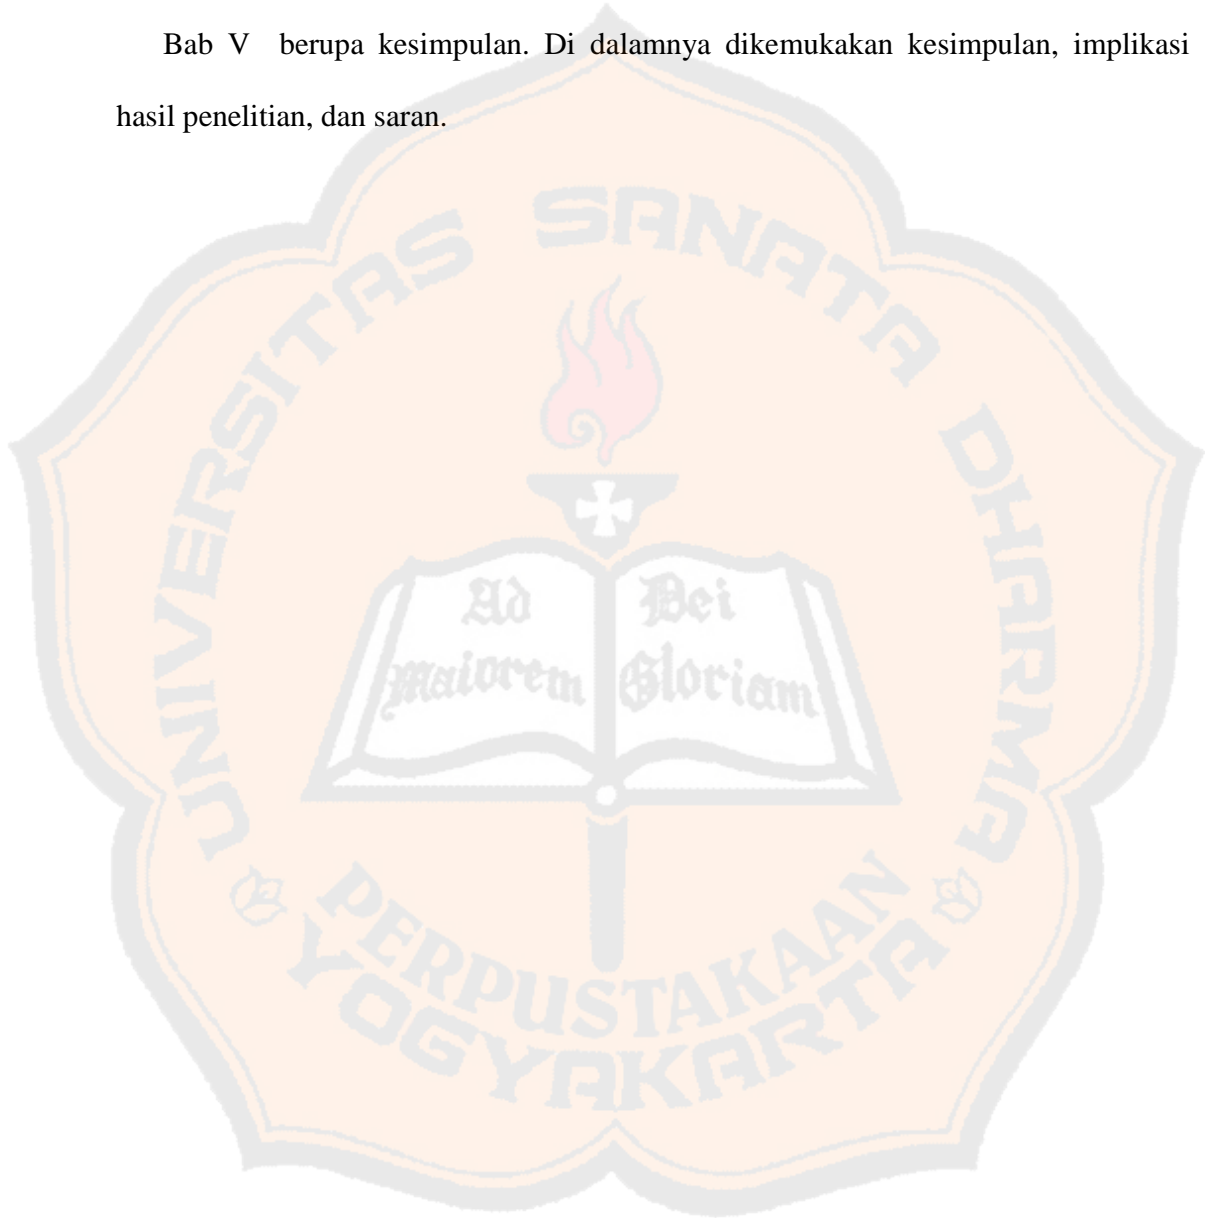 Bab V berupa kesimpulan. Di dalamnya dikemukakan kesimpulan, implikasi
hasil penelitian, dan saran.
UNIVERSITAS SANATA DHARMA
Ad Dei
maiorem Gloriam
PERPUSTAKAAN
YOGYAKARTA